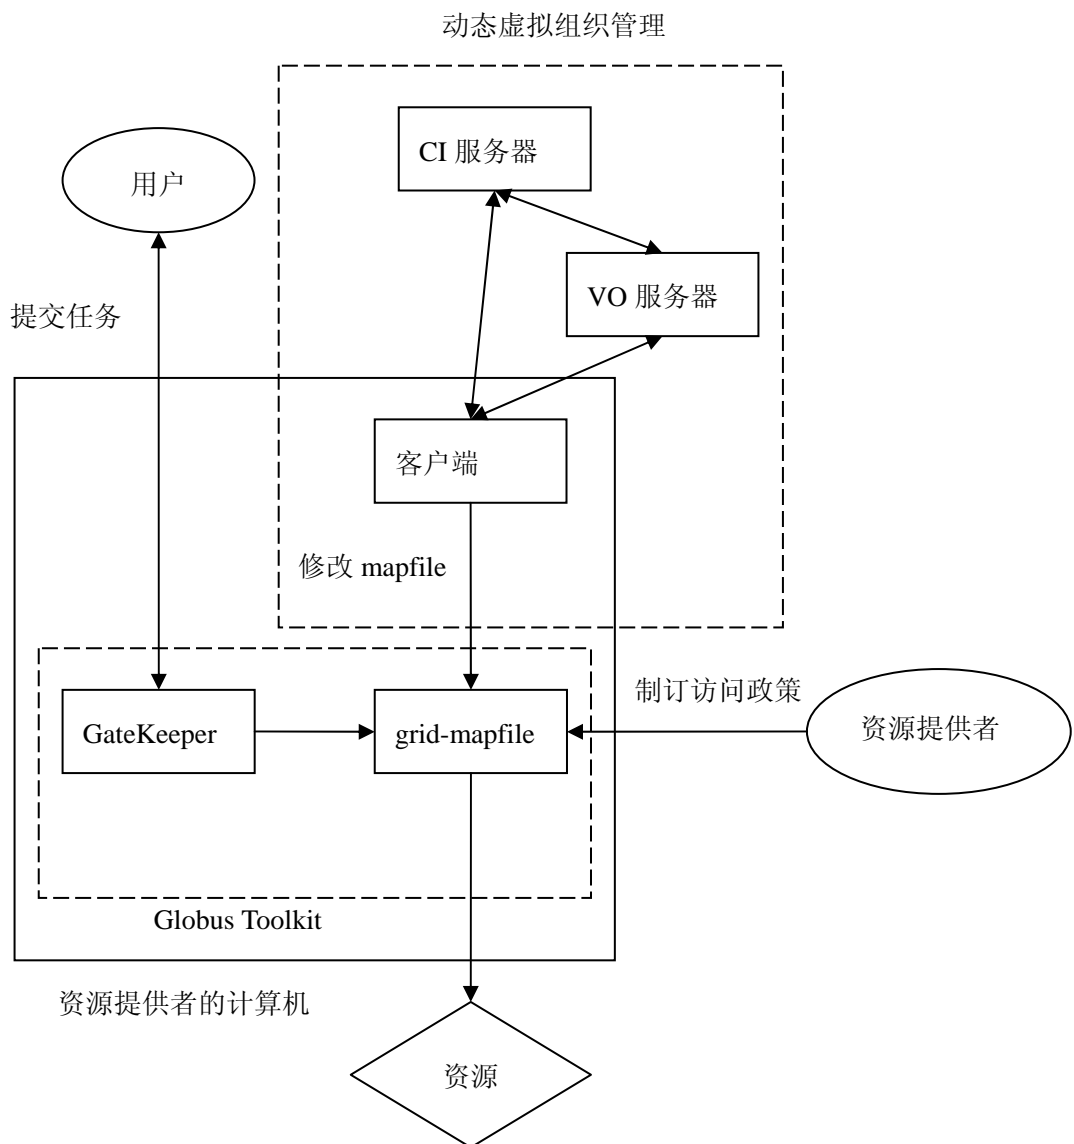 动态虚拟组织管理
CI 服务器
用户
VO 服务器
提交任务
客户端
修改 mapfile
制订访问政策
GateKeeper
grid-mapfile
资源提供者
Globus Toolkit
资源提供者的计算机
资源